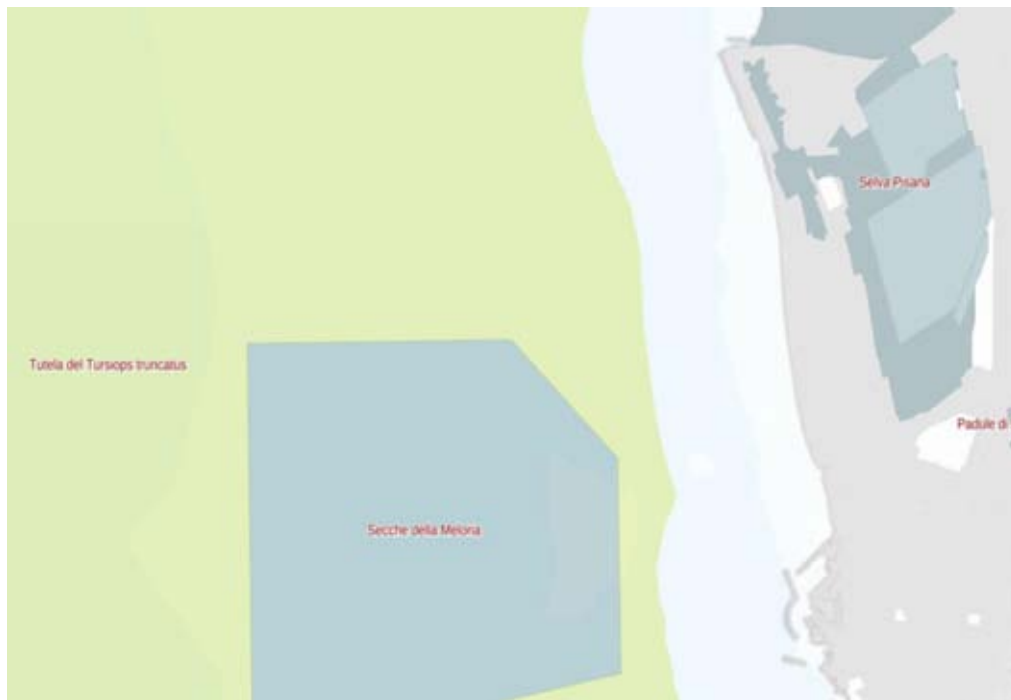 Selva Pisana
Tutela del Tursiops truncatus
Padule di
Secche della Meloria